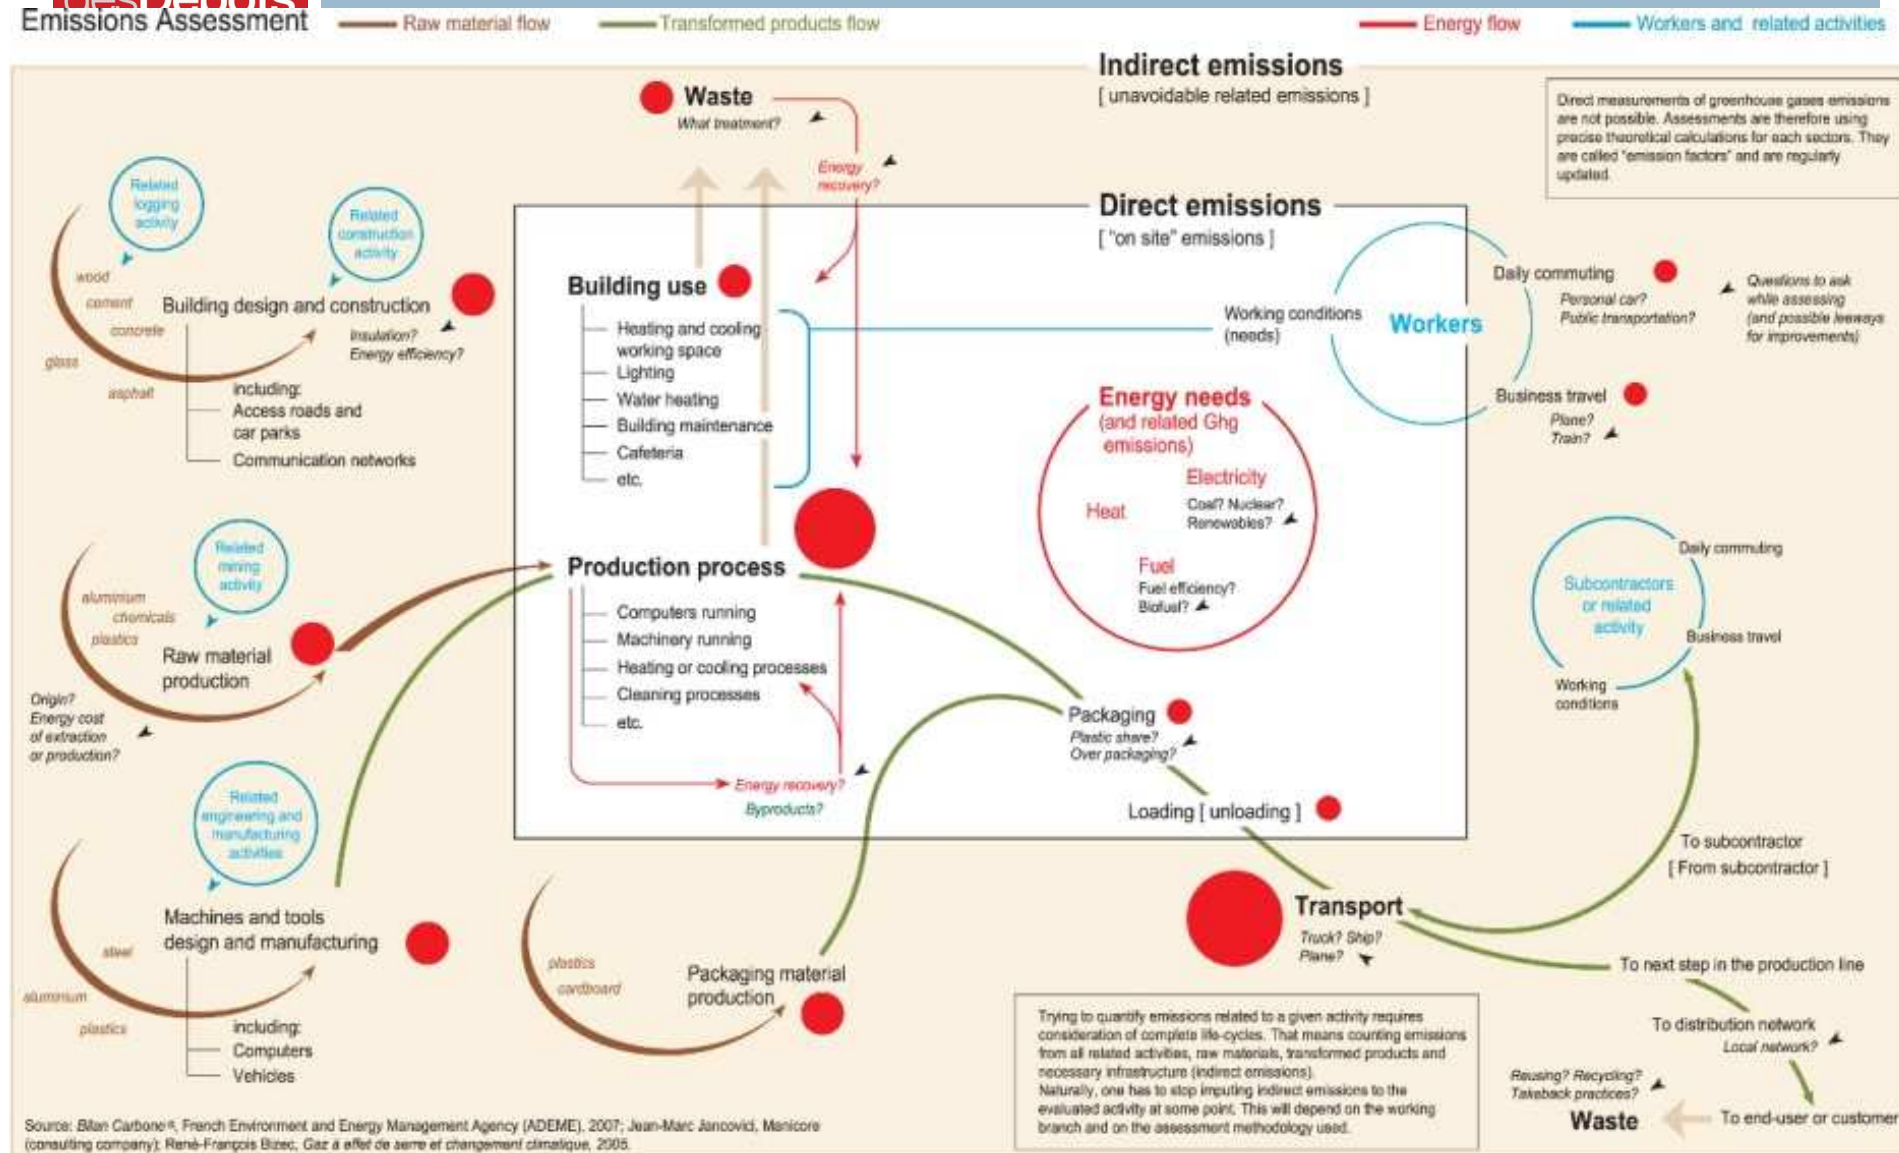 desDépôts
Emissions Assessment
Raw material flow
Transformed products flow
Energy flow
Workers and related activities
Indirect emissions
[ unavoidable related emissions ]
Direct measurements of greenhouse gases emissions
are not possible. Assessments are therefore using
precise theoretical calculations for each sectors. They
are called "emission factors" and are regularly
updated.
Waste
What treatment?
Energy
recovery?
Direct emissions
[ "on site" emissions ]
Related
logging
activity
Related
construction
activity
wood
cement
concrete
glass
asphalt
Building design and construction
Insulation?
Energy efficiency?
including:
Access roads and
car parks
Communication networks
Building use
Heating and cooling
working space
Lighting
Water heating
Building maintenance
Cafeteria
etc.
Working conditions
(needs)
Workers
Daily commuting
Personal car?
Public transportation?
Questions to ask
while assessing
(and possible leeways
for improvements)
Business travel
Plane?
Train?
Energy needs
(and related Ghg
emissions)
Electricity
Coal? Nuclear?
Renewables?
Heat
Fuel
Fuel efficiency?
Biofuel?
Related
mining
activity
aluminium
chemicals
plastics
Raw material
production
Origin?
Energy cost
of extraction
or production?
Production process
Computers running
Machinery running
Heating or cooling processes
Cleaning processes
etc.
Energy recovery?
Byproducts?
Packaging
Plastic share?
Over packaging?
Loading [ unloading ]
Daily commuting
Subcontractors
or related
activity
Business travel
Working
conditions
To subcontractor
[ From subcontractor ]
Related
engineering and
manufacturing
activities
Machines and tools
design and manufacturing
steel
aluminium
plastics
including:
Computers
Vehicles
plastics
cardboard
Packaging material
production
Transport
Truck? Ship?
Plane?
To next step in the production line
To distribution network
Local network?
Reusing? Recycling?
Takeback practices?
Waste
To end-user or customer
Trying to quantify emissions related to a given activity requires
consideration of complete life-cycles. That means counting emissions
from all related activities, raw materials, transformed products and
necessary infrastructure (indirect emissions).
Naturally, one has to stop imputing indirect emissions to the
evaluated activity at some point. This will depend on the working
branch and on the assessment methodology used.
Source: Bilan Carbone®, French Environment and Energy Management Agency (ADEME), 2007; Jean-Marc Jancovici, Manicore
(consulting company); René-François Bizec, Gaz à effet de serre et changement climatique, 2005.